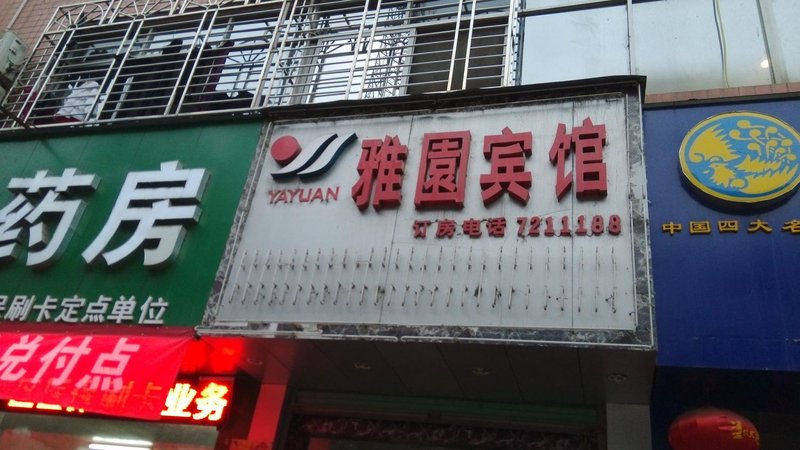 药房
刷卡定点单位
兑付点
业务
雅園宾馆
YAYUAN
订房电话 7211188
中国四大名